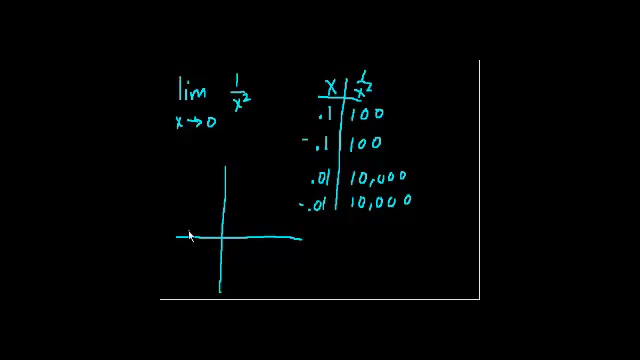 lim 1/x²
x→0
x | 1/x²
.1 | 100
-.1 | 100
.01 | 10,000
-.01 | 10,000